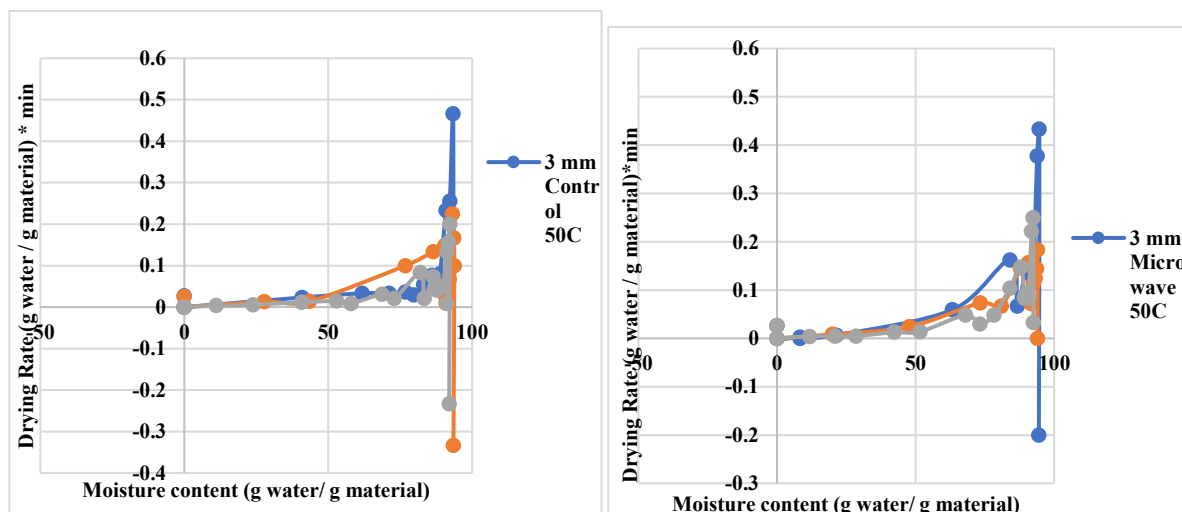 0.6
0.5
0.4
0.3
0.2
0.1
0
-0.1
-0.2
-0.3
-0.4
-50
0
50
100
Drying Rate (g water / g material) * min
Moisture content (g water/ g material)
3 mm
Contr
ol
50C
0.6
0.5
0.4
0.3
0.2
0.1
0
-0.1
-0.2
-0.3
-50
0
50
100
Drying Rate (g water / g material)*min
Moisture content (g water/ g material)
3 mm
Micro
wave
50C